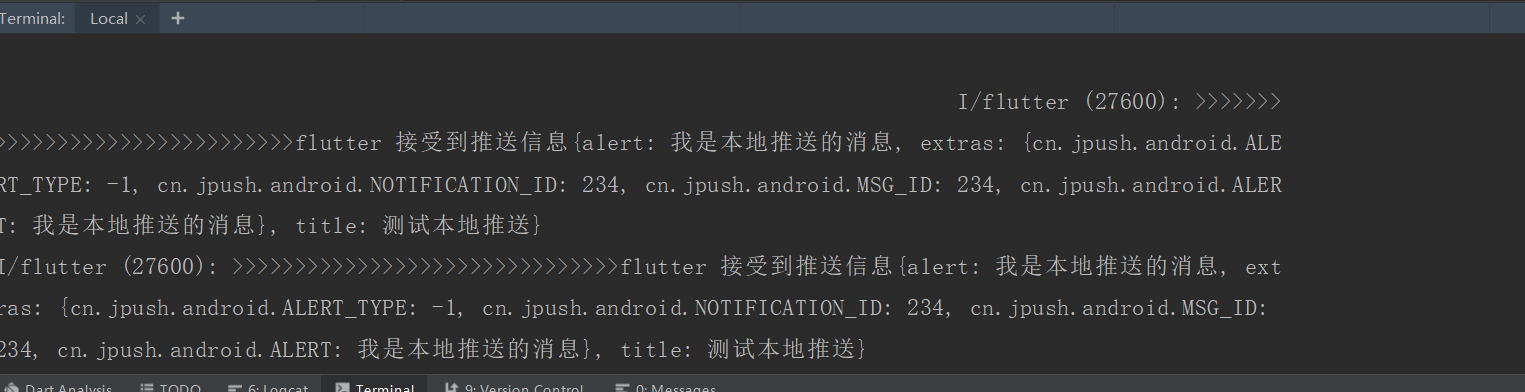 Terminal: Local × +
I/flutter (27600): >>>>>>>
>>>>>>>>>>>>>>>>>>>>>>>>flutter 接受到推送信息{alert: 我是本地推送的消息, extras: {cn.jpush.android.ALE
RT_TYPE: -1, cn.jpush.android.NOTIFICATION_ID: 234, cn.jpush.android.MSG_ID: 234, cn.jpush.android.ALER
T: 我是本地推送的消息}, title: 测试本地推送}
I/flutter (27600): >>>>>>>>>>>>>>>>>>>>>>>>>>>>>>>flutter 接受到推送信息{alert: 我是本地推送的消息, ext
ras: {cn.jpush.android.ALERT_TYPE: -1, cn.jpush.android.NOTIFICATION_ID: 234, cn.jpush.android.MSG_ID:
234, cn.jpush.android.ALERT: 我是本地推送的消息}, title: 测试本地推送}
Dart Analysis TODO 6: Logcat Terminal 9: Version Control 0: Messages